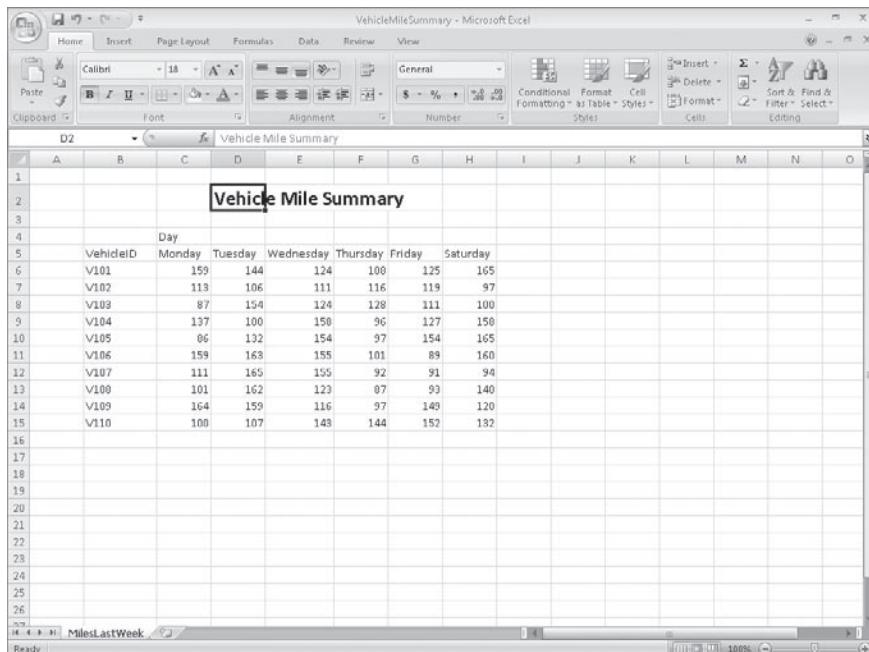 VehicleMileSummary - Microsoft Excel
Home Insert Page Layout Formulas Data Review View
Paste
Calibri 18
B I U
General
$ % ,
Conditional Formatting
Format as Table
Cell Styles
Insert
Delete
Format
Σ
Sort & Filter
Find & Select
Clipboard Font Alignment Number Styles Cells Editing
D2 fx Vehicle Mile Summary
A B C D E F G H I J K L M N O
1
2 Vehicle Mile Summary
3
4 Day
5 VehicleID Monday Tuesday Wednesday Thursday Friday Saturday
6 V101 159 144 124 108 125 165
7 V102 113 106 111 116 119 97
8 V103 87 154 124 128 111 100
9 V104 137 100 158 96 127 158
10 V105 86 132 154 97 154 165
11 V106 159 163 155 101 89 160
12 V107 111 165 155 92 91 94
13 V108 101 162 123 87 93 140
14 V109 164 159 116 97 149 120
15 V110 100 107 143 144 152 132
16
17
18
19
20
21
22
23
24
25
26
MilesLastWeek
Ready 100%